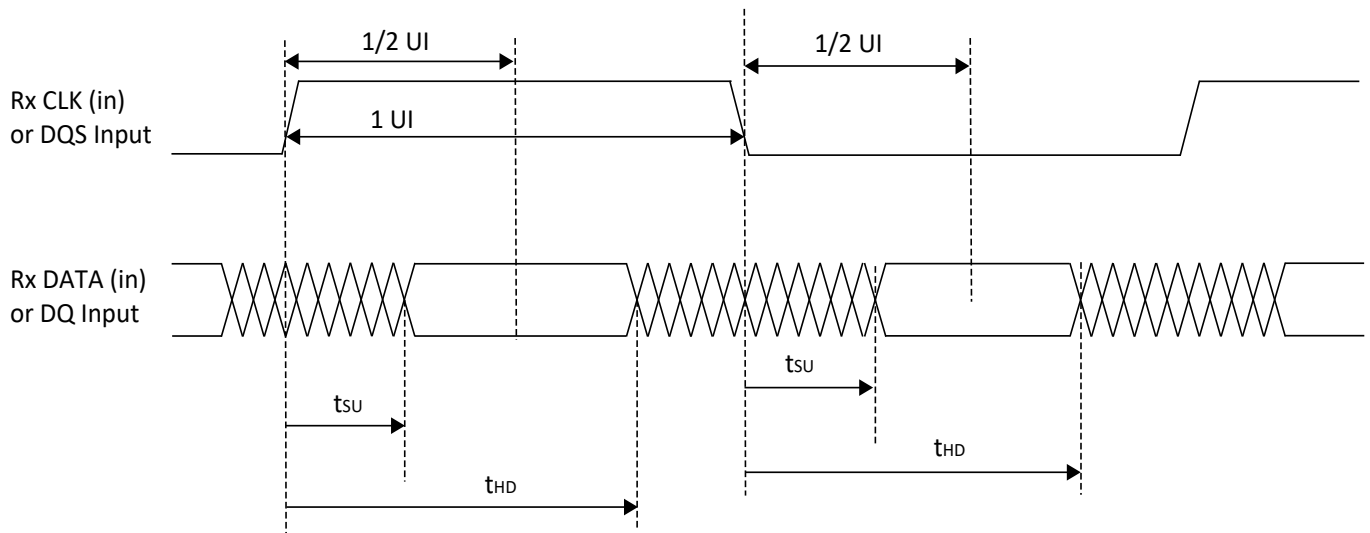 1/2 UI
1/2 UI
Rx CLK (in)
or DQS Input
1 UI
Rx DATA (in)
or DQ Input
tSU
tSU
tHD
tHD